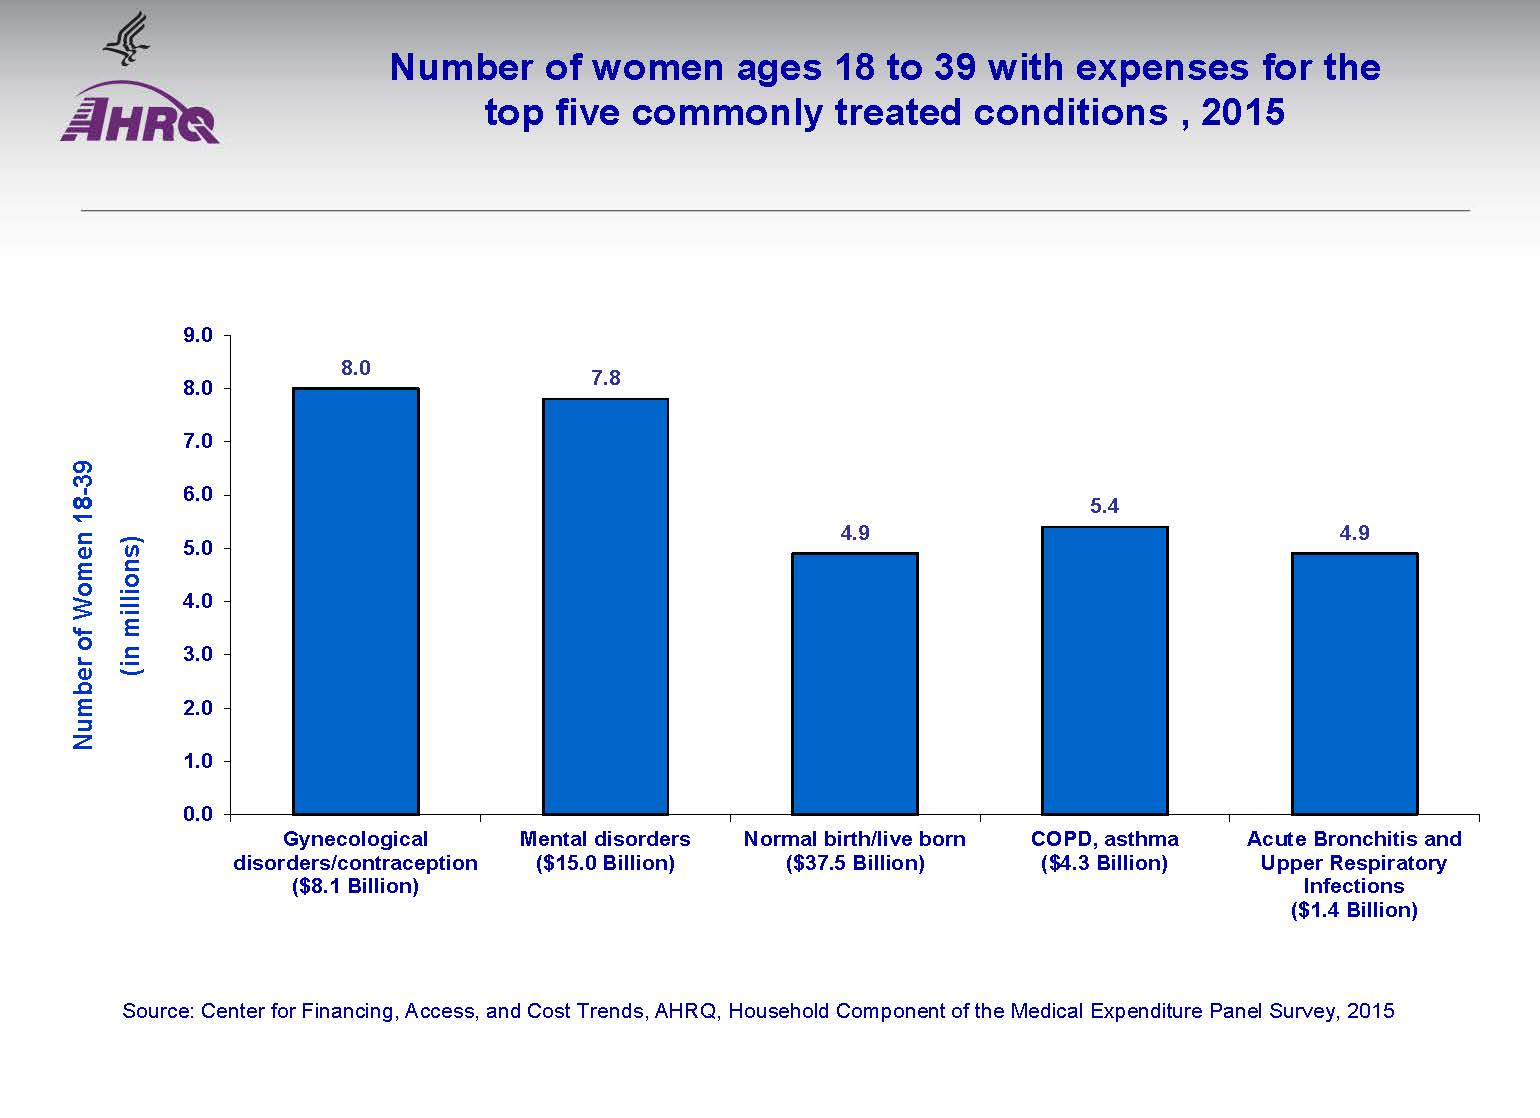 AHRQ
Number of women ages 18 to 39 with expenses for the
top five commonly treated conditions , 2015
Number of Women 18-39
(in millions)
9.0
8.0
7.0
6.0
5.0
4.0
3.0
2.0
1.0
0.0
8.0
7.8
4.9
5.4
4.9
Gynecological
disorders/contraception
($8.1 Billion)
Mental disorders
($15.0 Billion)
Normal birth/live born
($37.5 Billion)
COPD, asthma
($4.3 Billion)
Acute Bronchitis and
Upper Respiratory
Infections
($1.4 Billion)
Source: Center for Financing, Access, and Cost Trends, AHRQ, Household Component of the Medical Expenditure Panel Survey, 2015